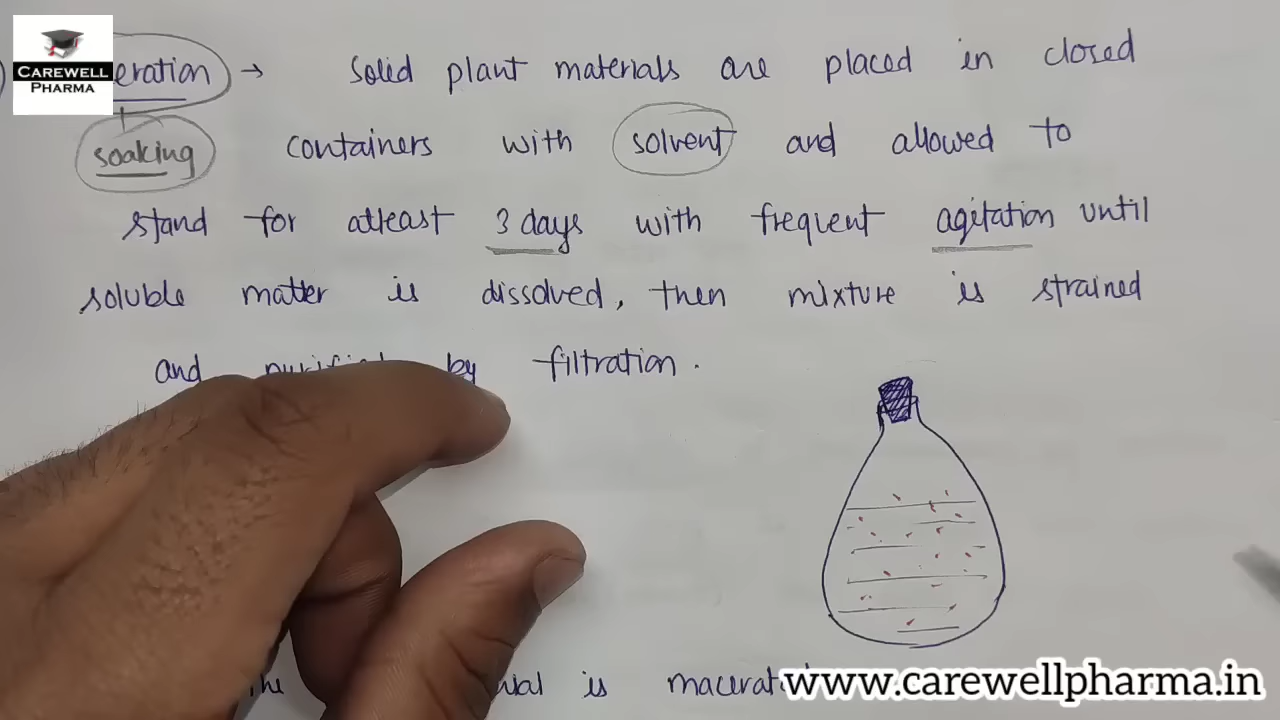 CAREWELL
PHARMA
eration → Solid plant materials are placed in closed
soaking containers with solvent and allowed to
stand for atleast 3 days with frequent agitation until
soluble matter is dissolved, then mixture is strained
and purified by filtration.
The is macerat
www.carewellpharma.in